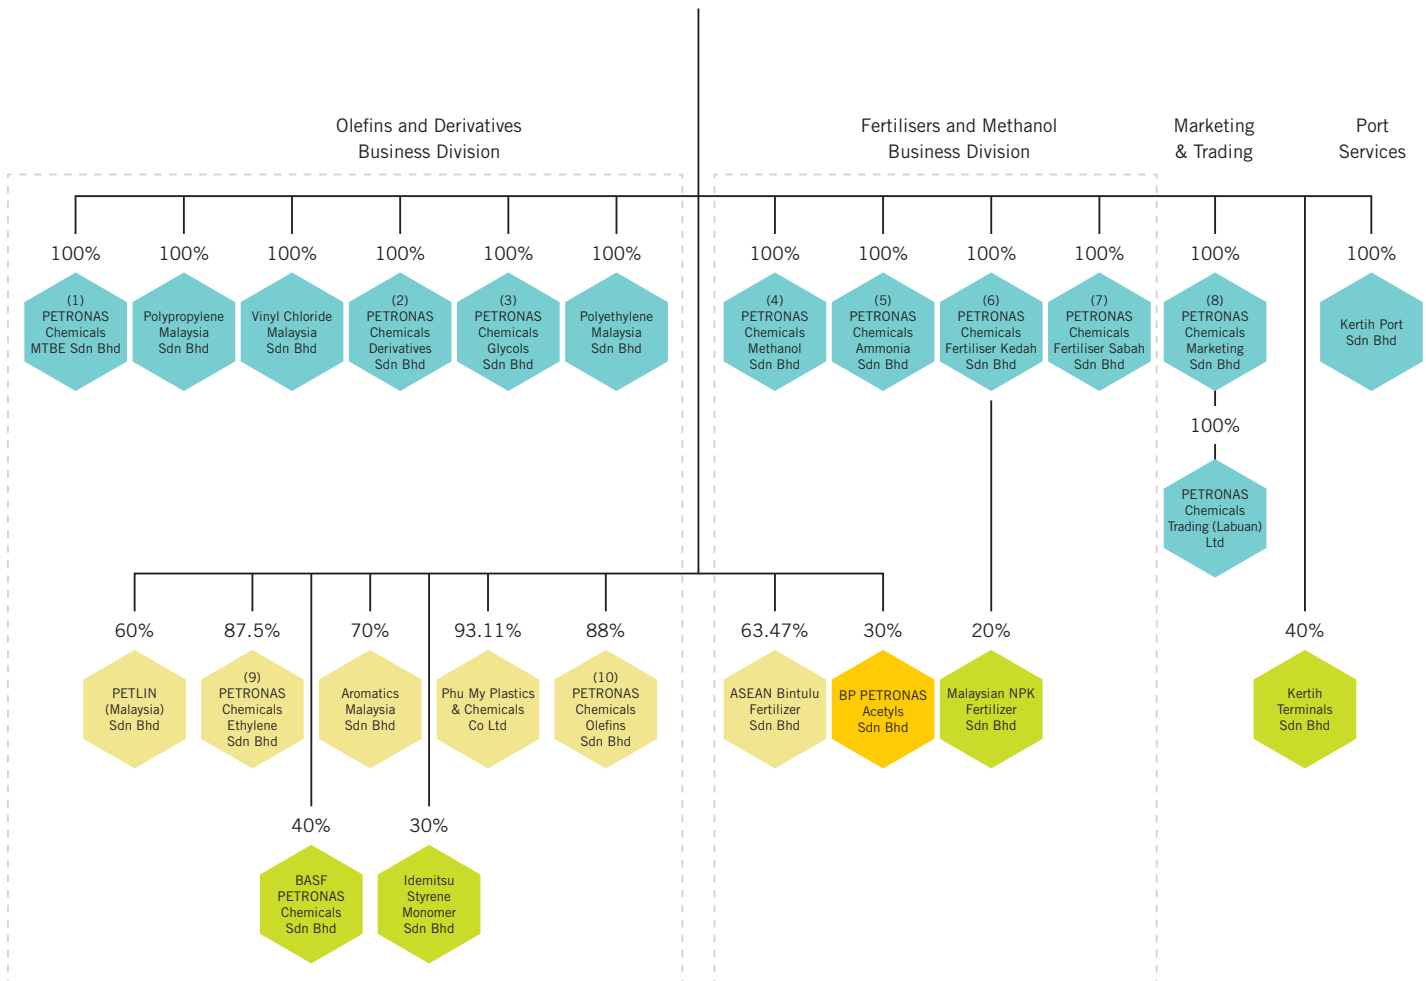 Olefins and Derivatives
Business Division
Fertilisers and Methanol
Business Division
Marketing
& Trading
Port
Services
100%
100%
100%
100%
100%
100%
100%
100%
100%
100%
100%
100%
(1)
PETRONAS
Chemicals
MTBE Sdn Bhd
Polypropylene
Malaysia
Sdn Bhd
Vinyl Chloride
Malaysia
Sdn Bhd
(2)
PETRONAS
Chemicals
Derivatives
Sdn Bhd
(3)
PETRONAS
Chemicals
Glycols
Sdn Bhd
Polyethylene
Malaysia
Sdn Bhd
(4)
PETRONAS
Chemicals
Methanol
Sdn Bhd
(5)
PETRONAS
Chemicals
Ammonia
Sdn Bhd
(6)
PETRONAS
Chemicals
Fertiliser Kedah
Sdn Bhd
(7)
PETRONAS
Chemicals
Fertiliser Sabah
Sdn Bhd
(8)
PETRONAS
Chemicals
Marketing
Sdn Bhd
Kertih Port
Sdn Bhd
100%
PETRONAS
Chemicals
Trading (Labuan)
Ltd
60%
87.5%
70%
93.11%
88%
63.47%
30%
20%
40%
PETLIN
(Malaysia)
Sdn Bhd
(9)
PETRONAS
Chemicals
Ethylene
Sdn Bhd
Aromatics
Malaysia
Sdn Bhd
Phu My Plastics
& Chemicals
Co Ltd
(10)
PETRONAS
Chemicals
Olefins
Sdn Bhd
ASEAN Bintulu
Fertilizer
Sdn Bhd
BP PETRONAS
Acetyls
Sdn Bhd
Malaysian NPK
Fertilizer
Sdn Bhd
Kertih
Terminals
Sdn Bhd
40%
30%
BASF
PETRONAS
Chemicals
Sdn Bhd
Idemitsu
Styrene
Monomer
Sdn Bhd